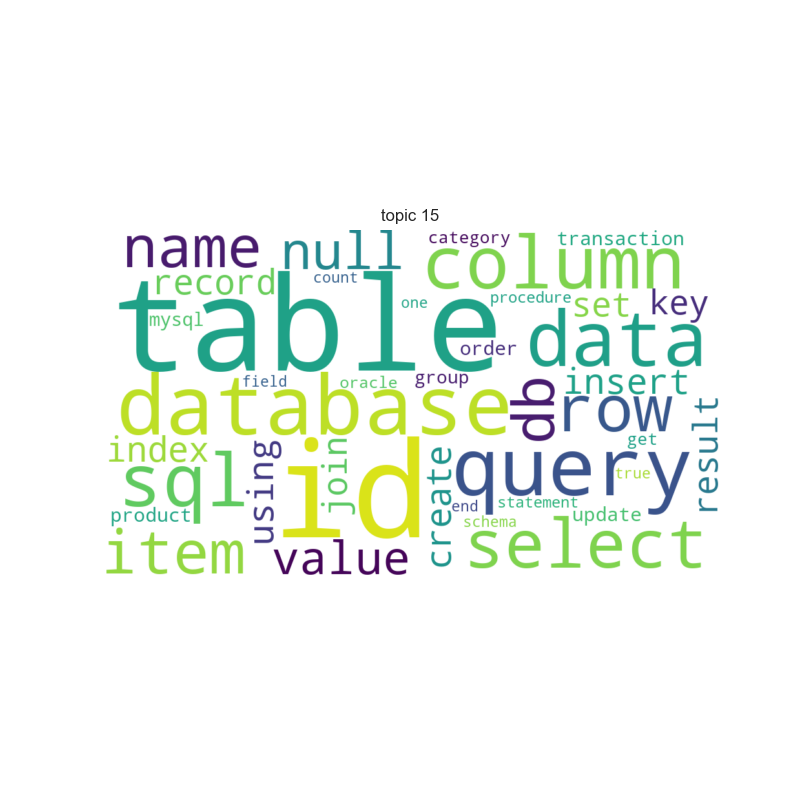 topic 15
name
null
column
category
transaction
record
count
table
one
procedure
set
key
mysql
data
order
database
field
oracle
group
insert
db
row
index
sql
using
id
join
create
query
get
result
true
product
end
statement
schema
update
item
value
select